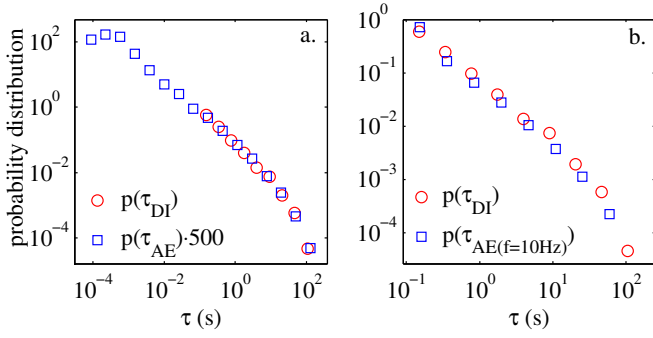 probability distribution
a.
10^2
10^0
10^-2
10^-4
p(τ_DI)
p(τ_AE)·500
10^-4
10^-2
10^0
10^2
τ (s)
b.
10^0
10^-1
10^-2
10^-3
10^-4
p(τ_DI)
p(τ_AE(f=10Hz))
10^-1
10^0
10^1
10^2
τ (s)